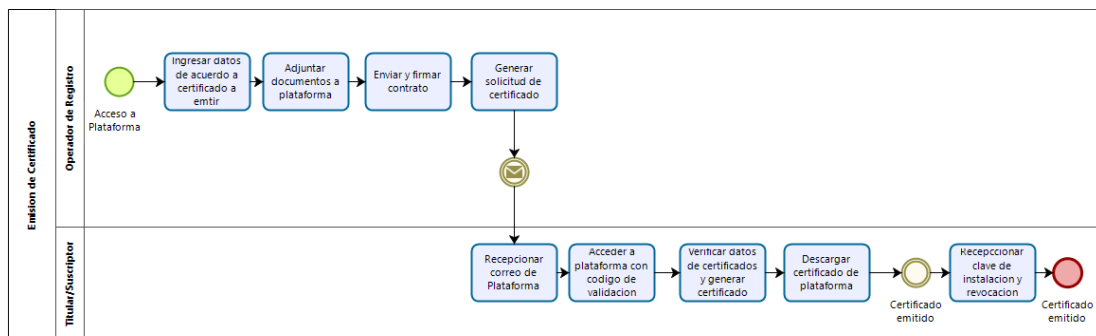 Emision de Certificado
Operador de Registro
Acceso a
Plataforma
Ingresar datos
de acuerdo a
certificado a
emtir
Adjuntar
documentos a
plataforma
Enviar y firmar
contrato
Generar
solicitud de
certificado
Titular/Suscriptor
Recepcionar
correo de
Plataforma
Acceder a
plataforma con
codigo de
validacion
Verificar datos
de certificados
y generar
certificado
Descargar
certificado de
plataforma
Certificado
emitido
Recepccionar
clave de
instalacion y
revocacion
Certificado
emitido